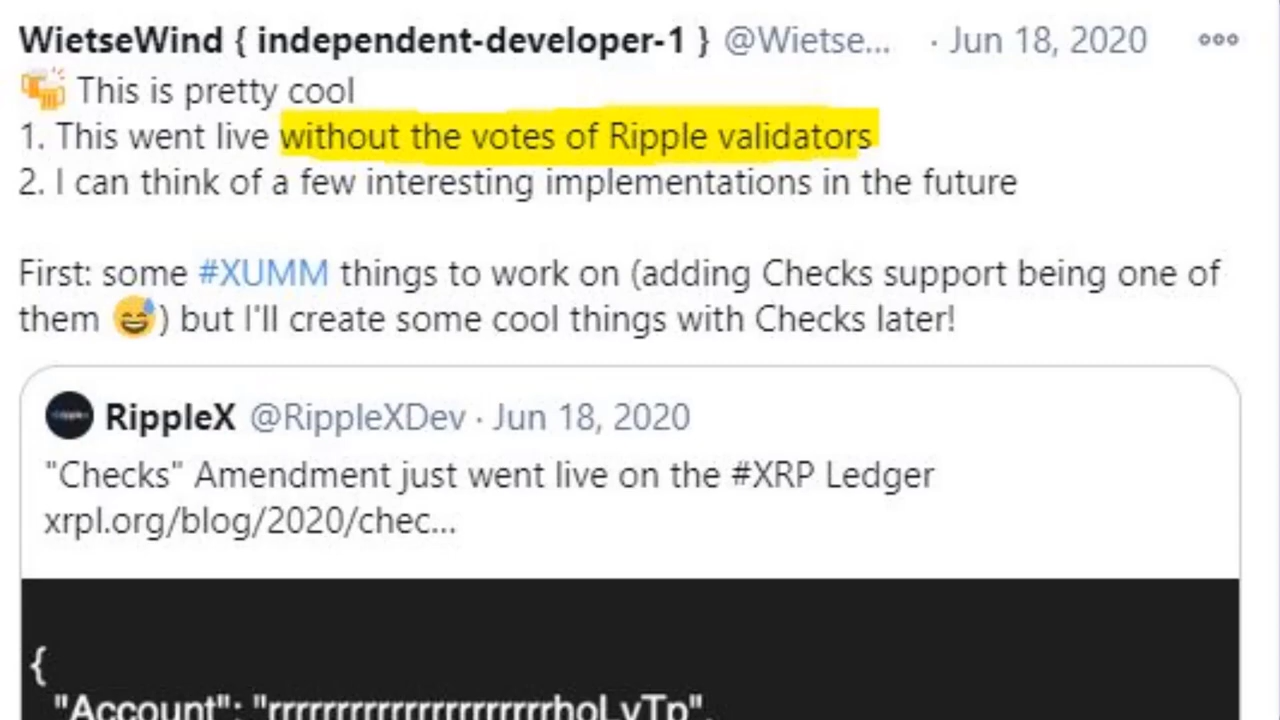 WietseWind { independent-developer-1 } @Wietse... · Jun 18, 2020
🍻 This is pretty cool
1. This went live without the votes of Ripple validators
2. I can think of a few interesting implementations in the future
First: some #XUMM things to work on (adding Checks support being one of
them 😅) but I'll create some cool things with Checks later!
RippleX @RippleXDev · Jun 18, 2020
"Checks" Amendment just went live on the #XRP Ledger
xrpl.org/blog/2020/chec...
{
"Account": "rrrrrrrrrrrrrrrrrrrrrhoLvTp",